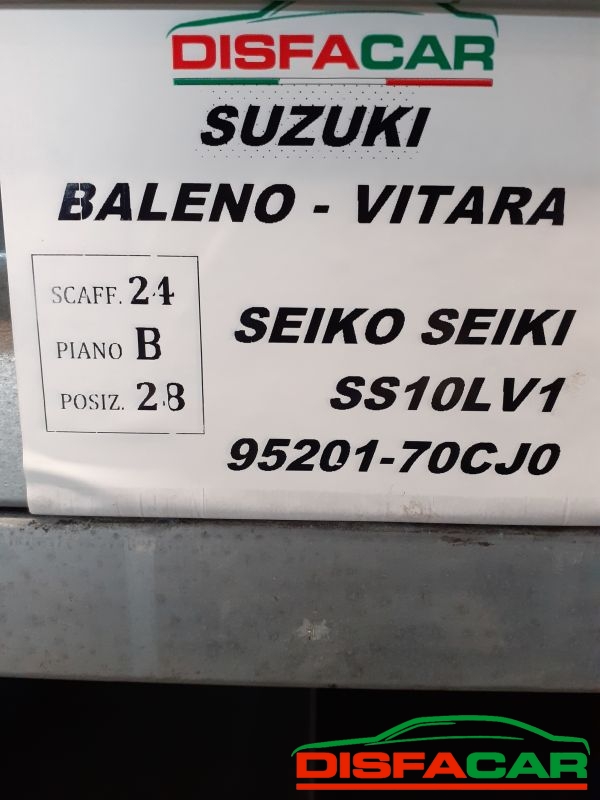 DISFACAR
SUZUKI
BALENO - VITARA
SCAFF. 24
PIANO B
POSIZ. 28
SEIKO SEIKI
SS10LV1
95201-70CJ0
DISFACAR